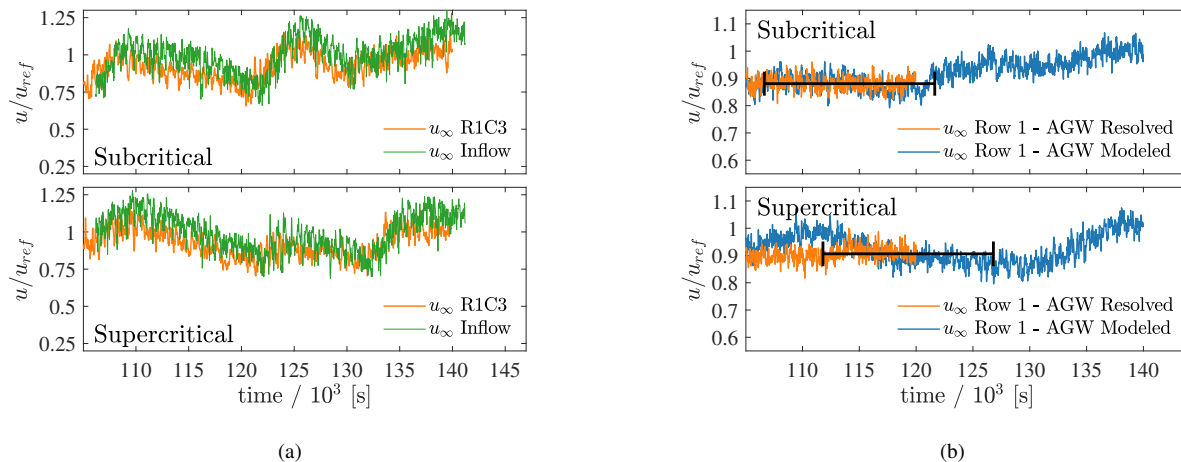 1.25
1
0.75
0.5
0.25
u/u_ref
u∞ R1C3
u∞ Inflow
Subcritical
1.25
1
0.75
0.5
0.25
u/u_ref
u∞ R1C3
u∞ Inflow
Supercritical
110 115 120 125 130 135 140 145
time / 10³ [s]
(a)
1.1
1
0.9
0.8
0.7
0.6
u/u_ref
Subcritical
u∞ Row 1 - AGW Resolved
u∞ Row 1 - AGW Modeled
1.1
1
0.9
0.8
0.7
0.6
u/u_ref
Supercritical
u∞ Row 1 - AGW Resolved
u∞ Row 1 - AGW Modeled
110 115 120 125 130 135 140
time / 10³ [s]
(b)